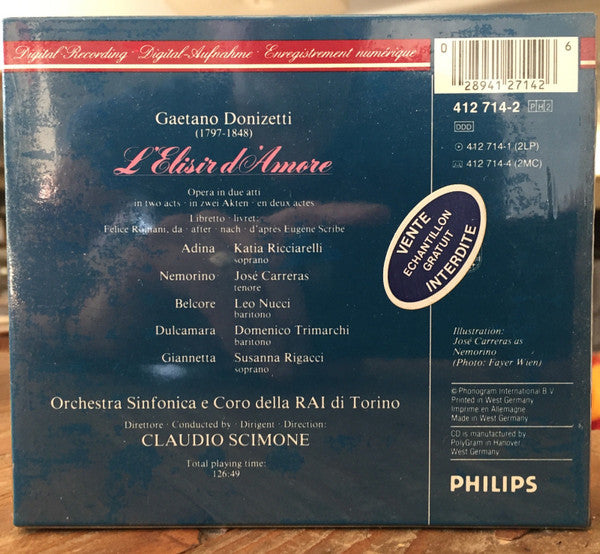 Digital Recording · Digital-Aufnahme · Enregistrement numérique
0 28941 27142 6
412 714-2 PH2
DDD
412 714-1 (2LP)
412 714-4 (2MC)
Gaetano Donizetti
(1797-1848)
L'Elisir d'Amore
Opera in due atti
in two acts · in zwei Akten · en deux actes
Libretto · livret:
Felice Romani, da · after · nach · d'après Eugène Scribe
Adina Katia Ricciarelli
soprano
Nemorino José Carreras
tenore
Belcore Leo Nucci
baritono
Dulcamara Domenico Trimarchi
baritono
Giannetta Susanna Rigacci
soprano
Orchestra Sinfonica e Coro della RAI di Torino
Direttore · Conducted by · Dirigent · Direction:
CLAUDIO SCIMONE
Total playing time:
126:49
VENTE
ECHANTILLON
GRATUIT
INTERDITE
Illustration:
José Carreras as
Nemorino
(Photo: Fayer Wien)
© Phonogram International B.V.
Printed in West Germany
Imprimé en Allemagne
Made in West Germany
CD is manufactured by
PolyGram in Hanover,
West Germany
PHILIPS